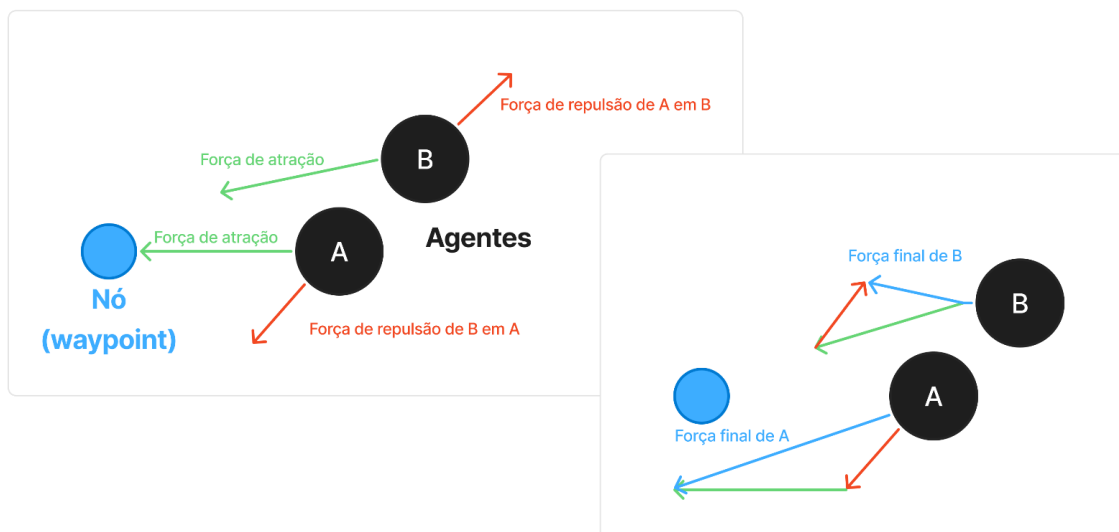 Força de repulsão de A em B
B
Força de atração
Força de atração
A
Agentes
Nó
(waypoint)
Força de repulsão de B em A
Força final de B
B
A
Força final de A